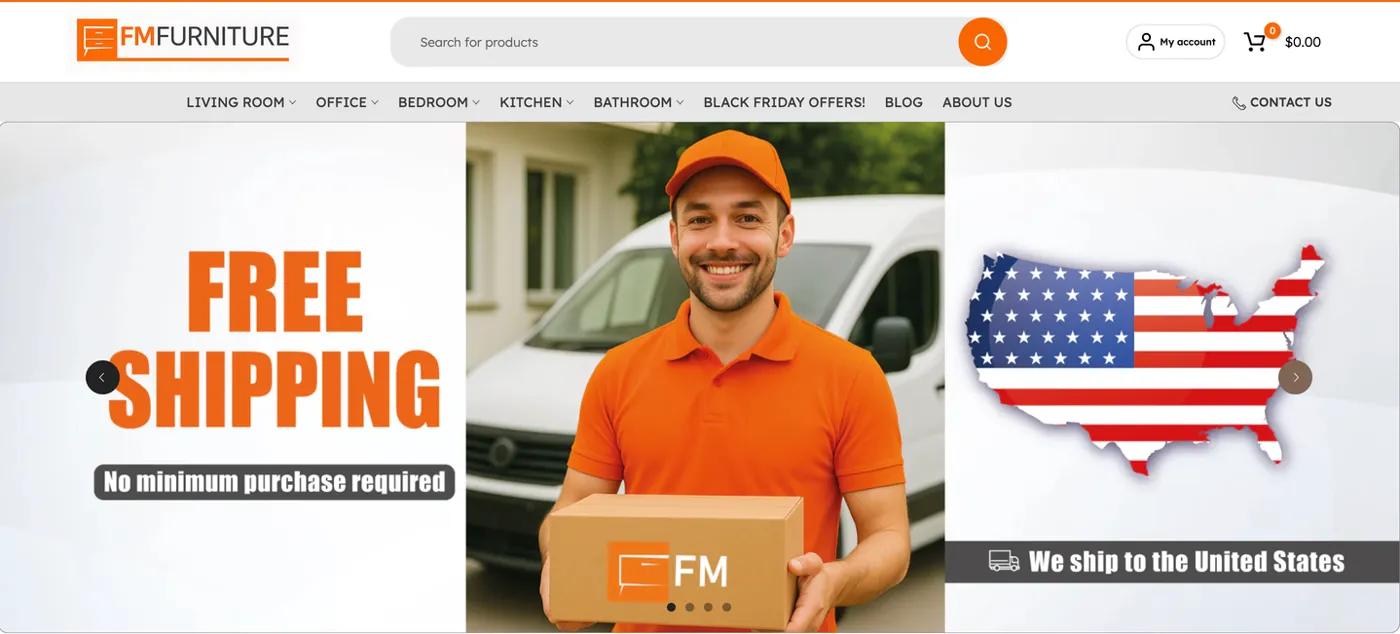 FMFURNITURE
Search for products
My account
0
$0.00
LIVING ROOM
OFFICE
BEDROOM
KITCHEN
BATHROOM
BLACK FRIDAY OFFERS!
BLOG
ABOUT US
CONTACT US
FREE
SHIPPING
No minimum purchase required
FM
We ship to the United States